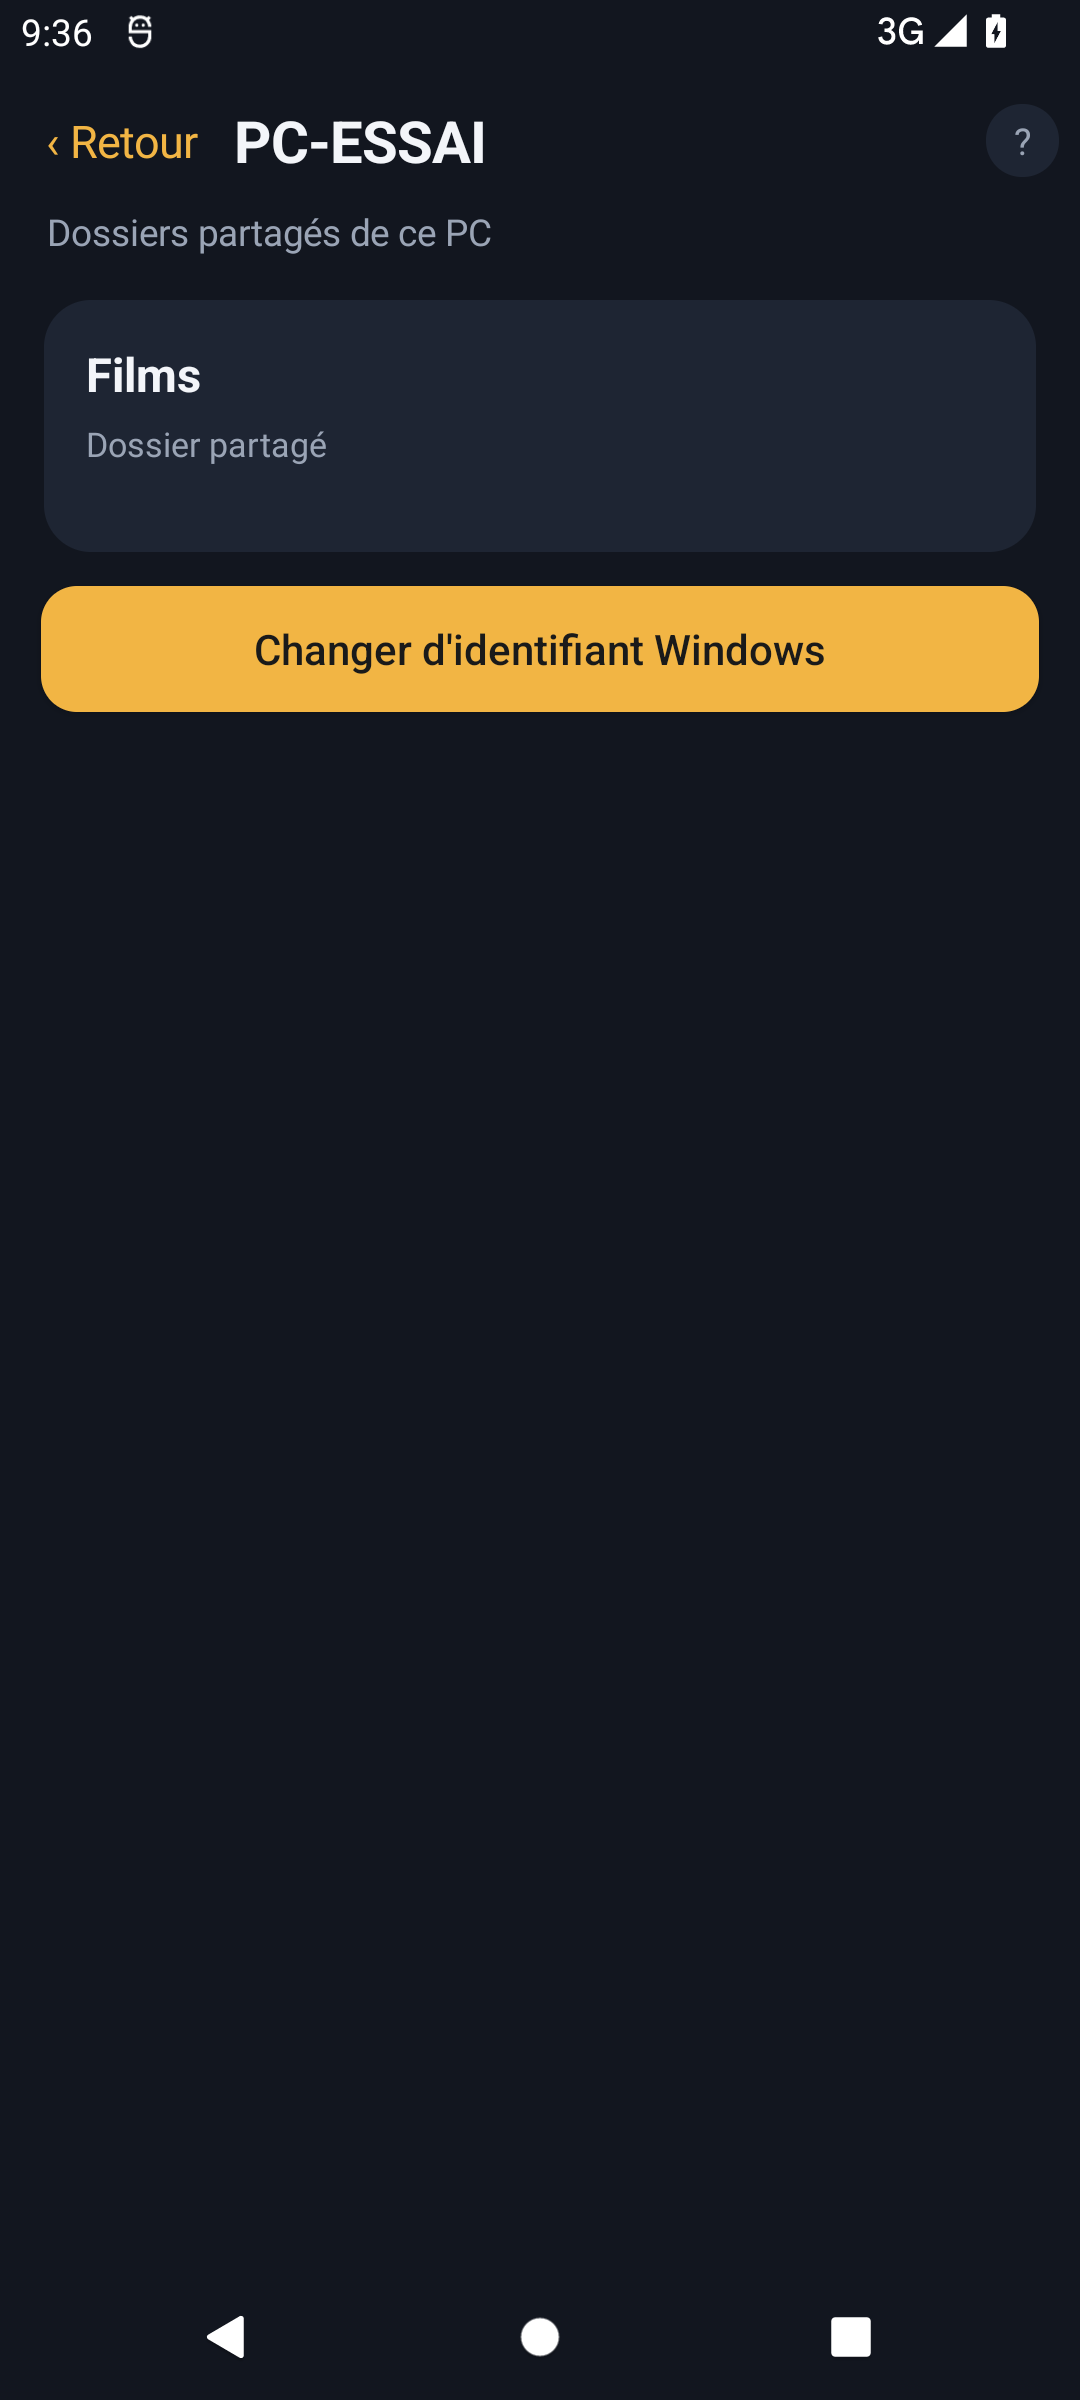 9:36
3G
‹ Retour PC-ESSAI ?
Dossiers partagés de ce PC
Films
Dossier partagé
Changer d'identifiant Windows